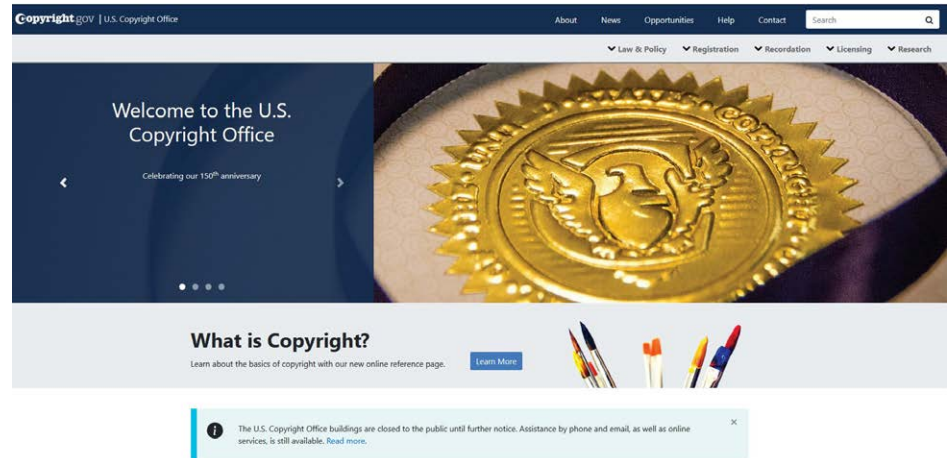 Copyright.gov | U.S. Copyright Office
About News Opportunities Help Contact Search
Law & Policy Registration Recordation Licensing Research
Welcome to the U.S.
Copyright Office
Celebrating our 150th anniversary
What is Copyright?
Learn about the basics of copyright with our new online reference page.
Learn More
The U.S. Copyright Office buildings are closed to the public until further notice. Assistance by phone and email, as well as online
services, is still available. Read more.